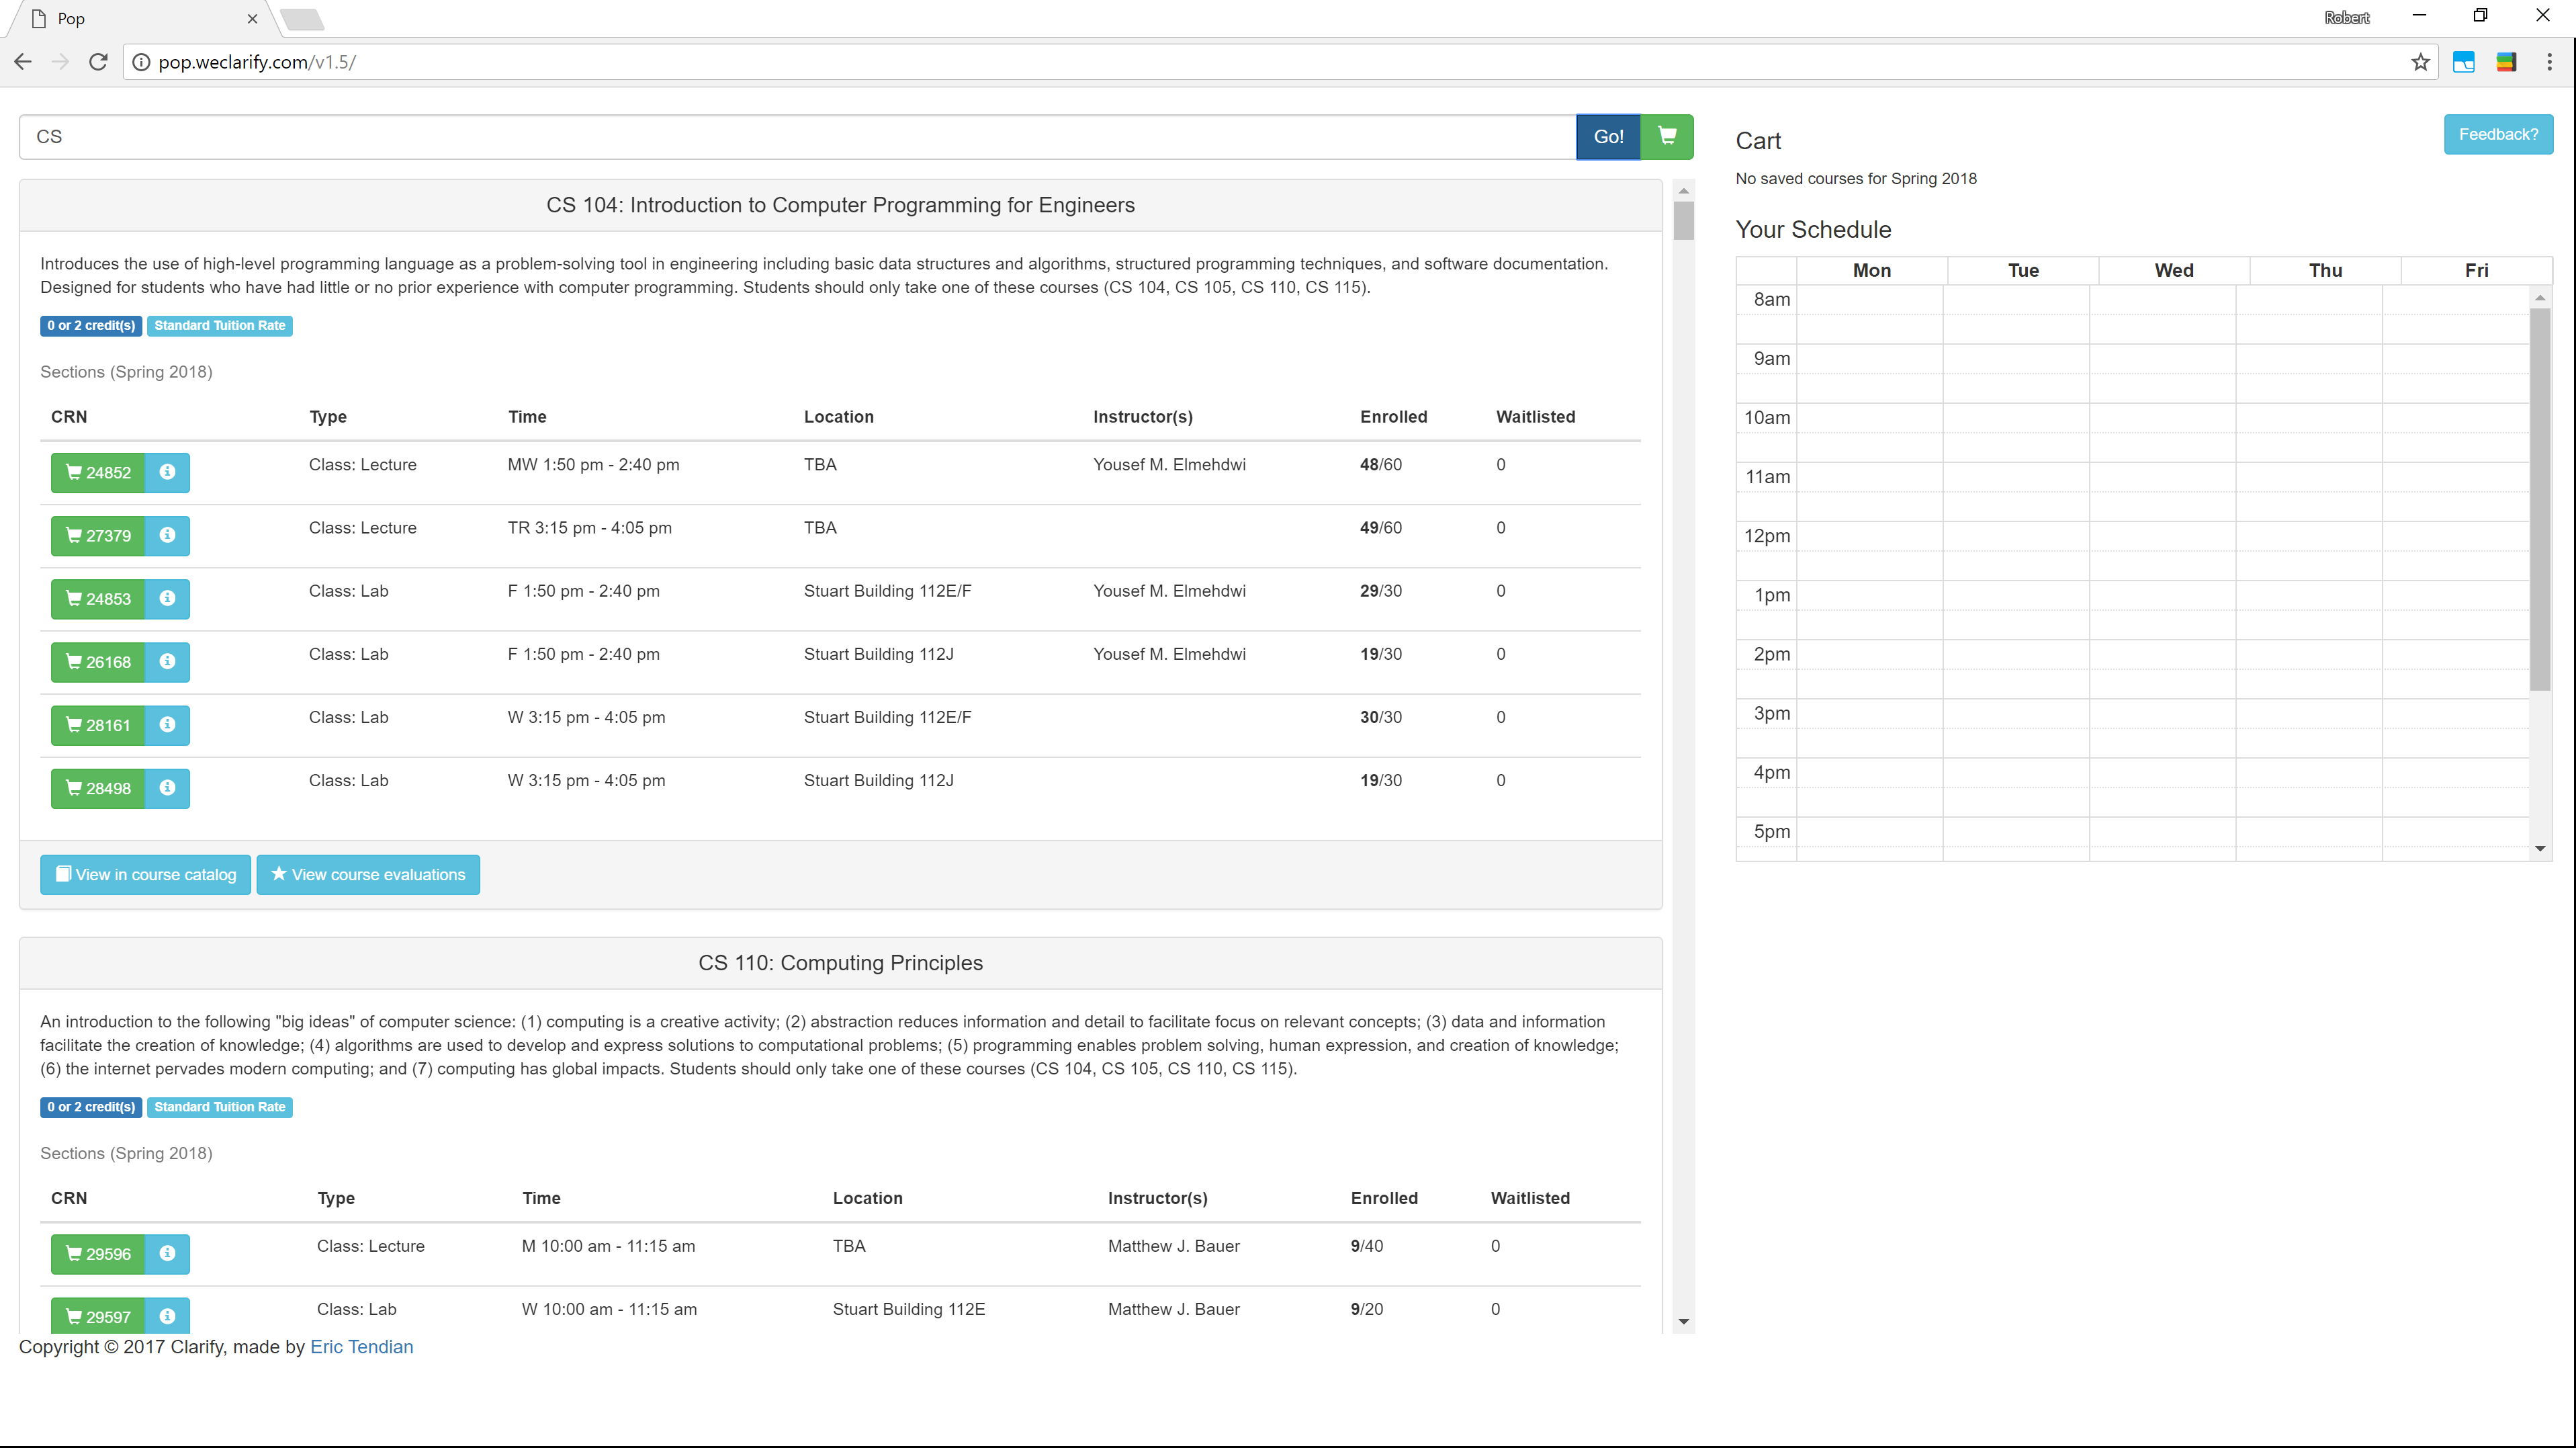 Pop
Robert
pop.weclarify.com/v1.5/
CS
Go!
CS 104: Introduction to Computer Programming for Engineers
Introduces the use of high-level programming language as a problem-solving tool in engineering including basic data structures and algorithms, structured programming techniques, and software documentation.
Designed for students who have had little or no prior experience with computer programming. Students should only take one of these courses (CS 104, CS 105, CS 110, CS 115).
0 or 2 credit(s) Standard Tuition Rate
Sections (Spring 2018)
CRN Type Time Location Instructor(s) Enrolled Waitlisted
24852 Class: Lecture MW 1:50 pm - 2:40 pm TBA Yousef M. Elmehdwi 48/60 0
27379 Class: Lecture TR 3:15 pm - 4:05 pm TBA 49/60 0
24853 Class: Lab F 1:50 pm - 2:40 pm Stuart Building 112E/F Yousef M. Elmehdwi 29/30 0
26168 Class: Lab F 1:50 pm - 2:40 pm Stuart Building 112J Yousef M. Elmehdwi 19/30 0
28161 Class: Lab W 3:15 pm - 4:05 pm Stuart Building 112E/F 30/30 0
28498 Class: Lab W 3:15 pm - 4:05 pm Stuart Building 112J 19/30 0
View in course catalog View course evaluations
CS 110: Computing Principles
An introduction to the following "big ideas" of computer science: (1) computing is a creative activity; (2) abstraction reduces information and detail to facilitate focus on relevant concepts; (3) data and information
facilitate the creation of knowledge; (4) algorithms are used to develop and express solutions to computational problems; (5) programming enables problem solving, human expression, and creation of knowledge;
(6) the internet pervades modern computing; and (7) computing has global impacts. Students should only take one of these courses (CS 104, CS 105, CS 110, CS 115).
0 or 2 credit(s) Standard Tuition Rate
Sections (Spring 2018)
CRN Type Time Location Instructor(s) Enrolled Waitlisted
29596 Class: Lecture M 10:00 am - 11:15 am TBA Matthew J. Bauer 9/40 0
29597 Class: Lab W 10:00 am - 11:15 am Stuart Building 112E Matthew J. Bauer 9/20 0
Copyright © 2017 Clarify, made by Eric Tendian
Cart
Feedback?
No saved courses for Spring 2018
Your Schedule
Mon Tue Wed Thu Fri
8am
9am
10am
11am
12pm
1pm
2pm
3pm
4pm
5pm